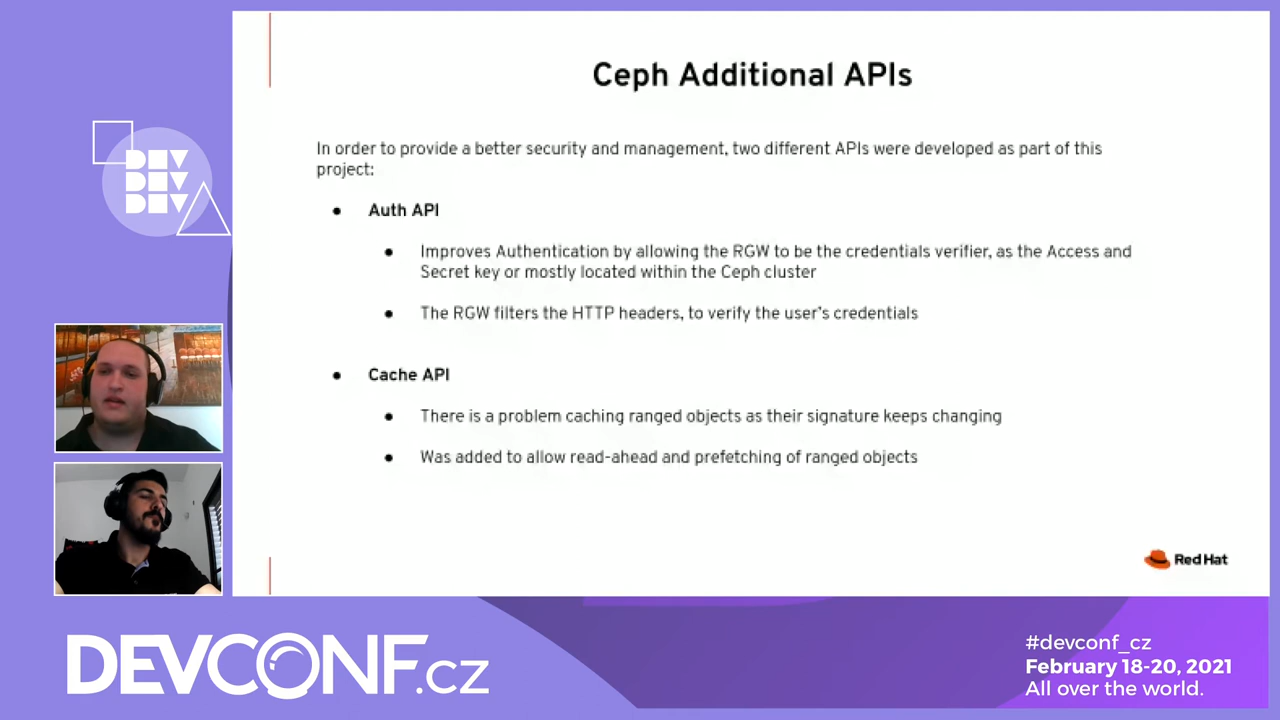 Ceph Additional APIs
In order to provide a better security and management, two different APIs were developed as part of this
project:
● Auth API
● Improves Authentication by allowing the RGW to be the credentials verifier, as the Access and
Secret key or mostly located within the Ceph cluster
● The RGW filters the HTTP headers, to verify the user's credentials
● Cache API
● There is a problem caching ranged objects as their signature keeps changing
● Was added to allow read-ahead and prefetching of ranged objects
Red Hat
DEV
DEV
DEV
DEVCONF.cz
#devconf_cz
February 18-20, 2021
All over the world.